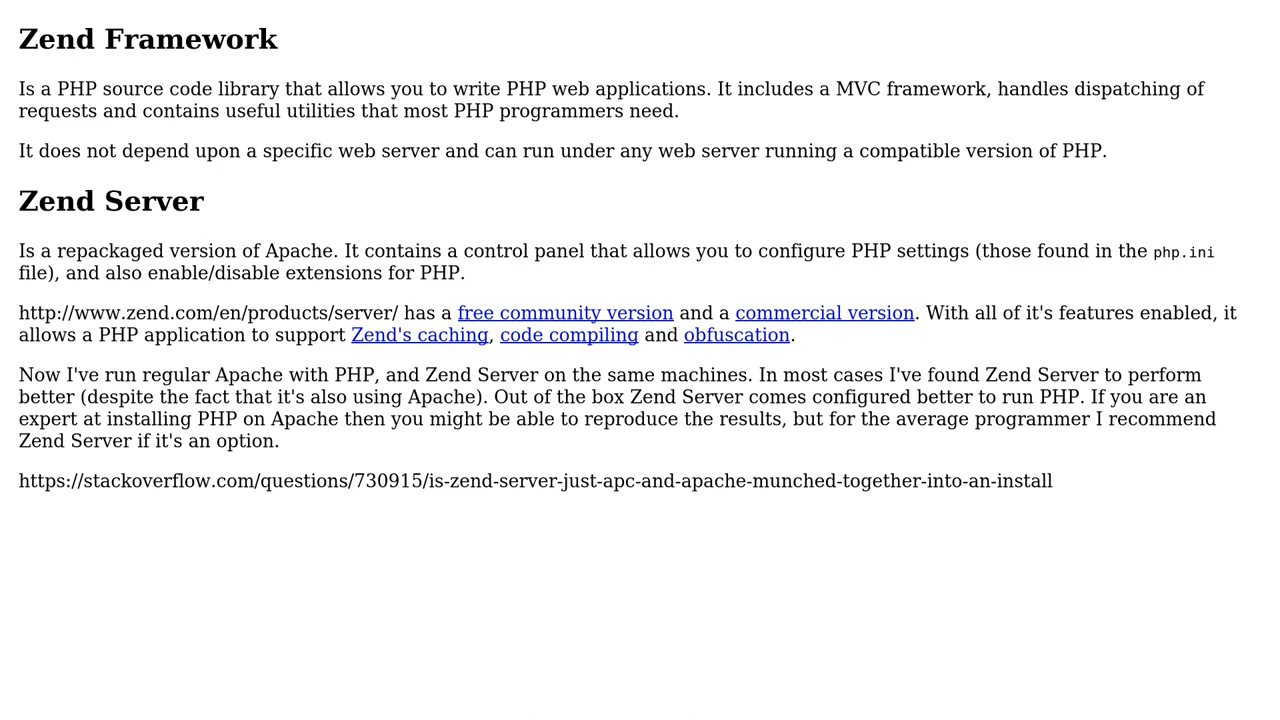 Zend Framework
Is a PHP source code library that allows you to write PHP web applications. It includes a MVC framework, handles dispatching of
requests and contains useful utilities that most PHP programmers need.
It does not depend upon a specific web server and can run under any web server running a compatible version of PHP.
Zend Server
Is a repackaged version of Apache. It contains a control panel that allows you to configure PHP settings (those found in the php.ini
file), and also enable/disable extensions for PHP.
http://www.zend.com/en/products/server/ has a free community version and a commercial version. With all of it's features enabled, it
allows a PHP application to support Zend's caching, code compiling and obfuscation.
Now I've run regular Apache with PHP, and Zend Server on the same machines. In most cases I've found Zend Server to perform
better (despite the fact that it's also using Apache). Out of the box Zend Server comes configured better to run PHP. If you are an
expert at installing PHP on Apache then you might be able to reproduce the results, but for the average programmer I recommend
Zend Server if it's an option.
https://stackoverflow.com/questions/730915/is-zend-server-just-apc-and-apache-munched-together-into-an-install